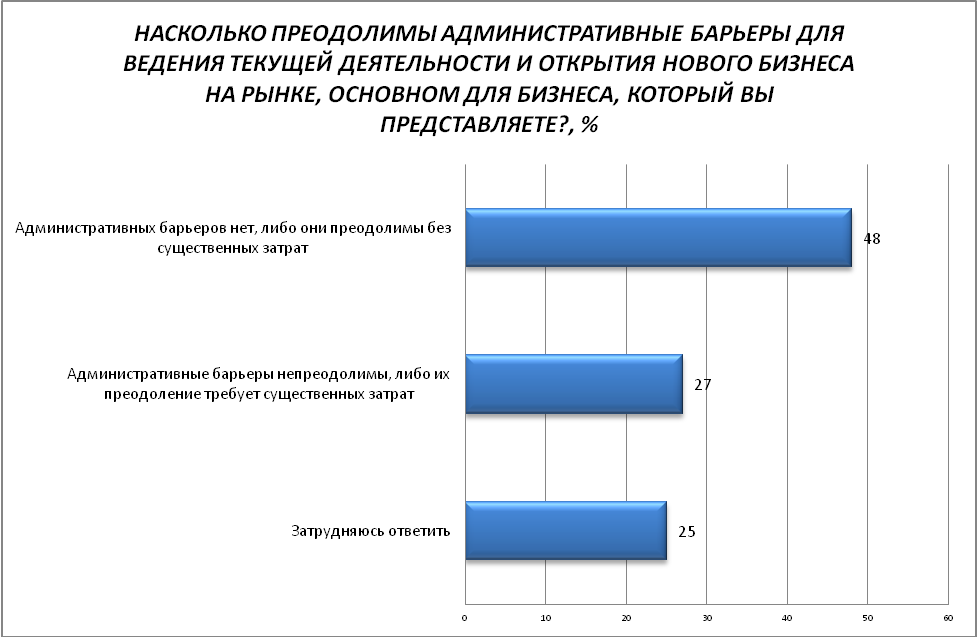 НАСКОЛЬКО ПРЕОДОЛИМЫ АДМИНИСТРАТИВНЫЕ БАРЬЕРЫ ДЛЯ
ВЕДЕНИЯ ТЕКУЩЕЙ ДЕЯТЕЛЬНОСТИ И ОТКРЫТИЯ НОВОГО БИЗНЕСА
НА РЫНКЕ, ОСНОВНОМ ДЛЯ БИЗНЕСА, КОТОРЫЙ ВЫ
ПРЕДСТАВЛЯЕТЕ?, %
Административных барьеров нет, либо они преодолимы без
существенных затрат
48
Административные барьеры непреодолимы, либо их
преодоление требует существенных затрат
27
Затрудняюсь ответить
25
0 10 20 30 40 50 60